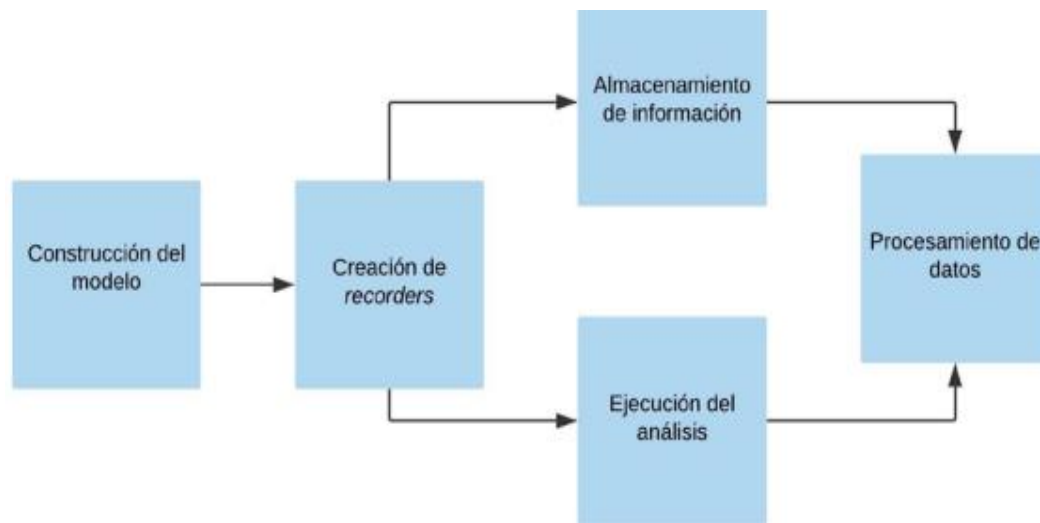 Construcción del
modelo
Creación de
recorders
Almacenamiento
de información
Ejecución del
análisis
Procesamiento de
datos